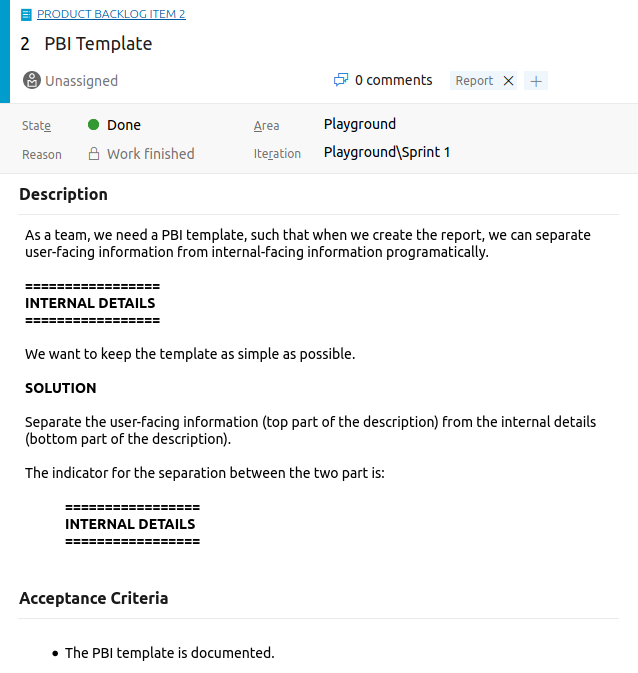 PRODUCT BACKLOG ITEM 2
2 PBI Template
Unassigned
0 comments
Report
State Done
Area Playground
Reason Work finished
Iteration Playground\Sprint 1
Description
As a team, we need a PBI template, such that when we create the report, we can separate
user-facing information from internal-facing information programatically.
=================
INTERNAL DETAILS
=================
We want to keep the template as simple as possible.
SOLUTION
Separate the user-facing information (top part of the description) from the internal details
(bottom part of the description).
The indicator for the separation between the two part is:
=================
INTERNAL DETAILS
=================
Acceptance Criteria
• The PBI template is documented.